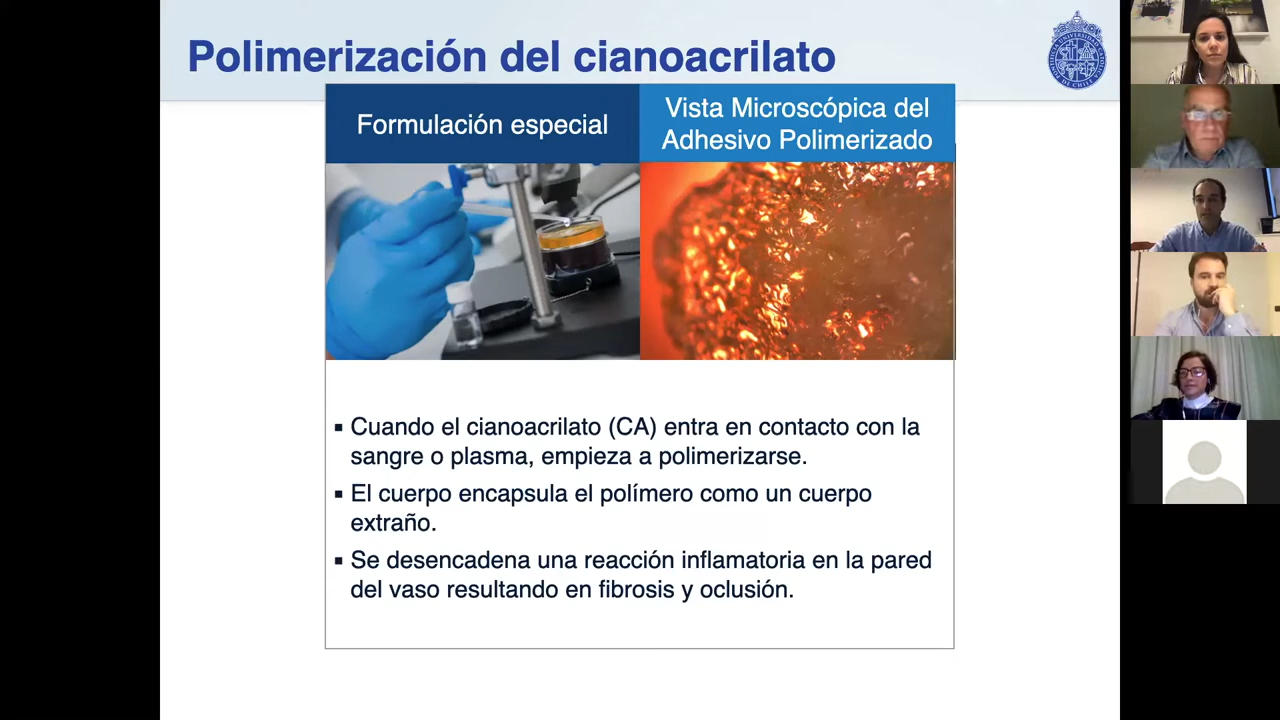 Polimerización del cianoacrilato
Formulación especial
Vista Microscópica del
Adhesivo Polimerizado
▪ Cuando el cianoacrilato (CA) entra en contacto con la
sangre o plasma, empieza a polimerizarse.
▪ El cuerpo encapsula el polímero como un cuerpo
extraño.
▪ Se desencadena una reacción inflamatoria en la pared
del vaso resultando en fibrosis y oclusión.